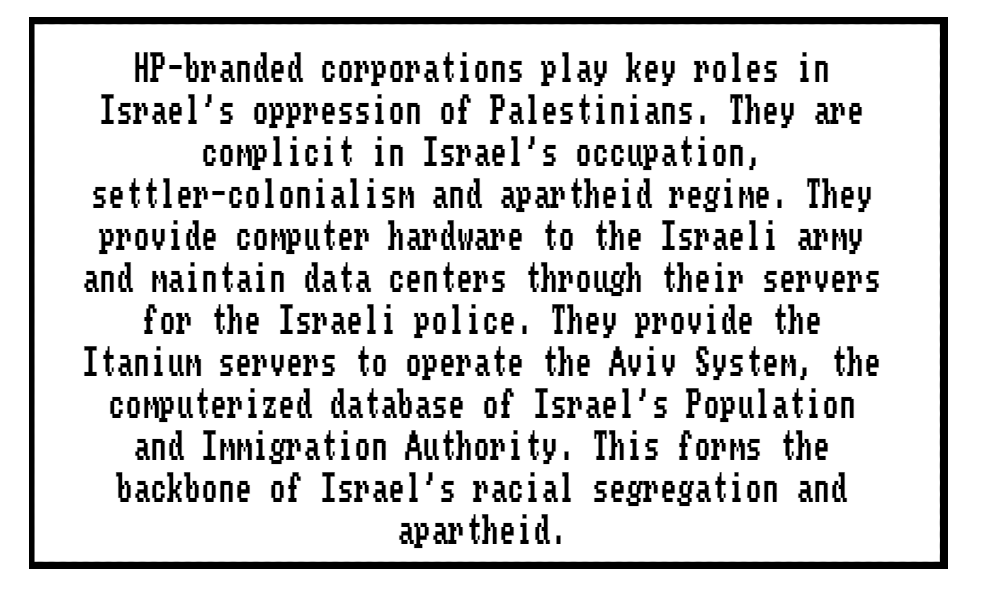 HP-branded corporations play key roles in
Israel's oppression of Palestinians. They are
complicit in Israel's occupation,
settler-colonialism and apartheid regime. They
provide computer hardware to the Israeli army
and maintain data centers through their servers
for the Israeli police. They provide the
Itanium servers to operate the Aviv System, the
computerized database of Israel's Population
and Immigration Authority. This forms the
backbone of Israel's racial segregation and
apartheid.